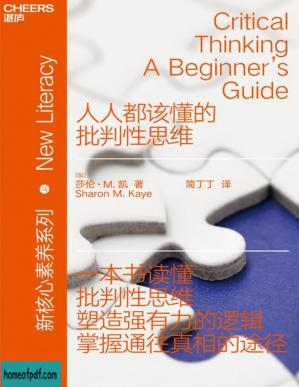 CHEERS
湛庐
Critical
Thinking
A Beginner's
Guide
人人都该懂的
批判性思维
[加]
莎伦·M. 凯 著
Sharon M. Kaye
简丁丁 译
新核心素养系列
New Literacy
一本书读懂
批判性思维
塑造强有力的逻辑
掌握通往真相的途径
homeofpdf.com